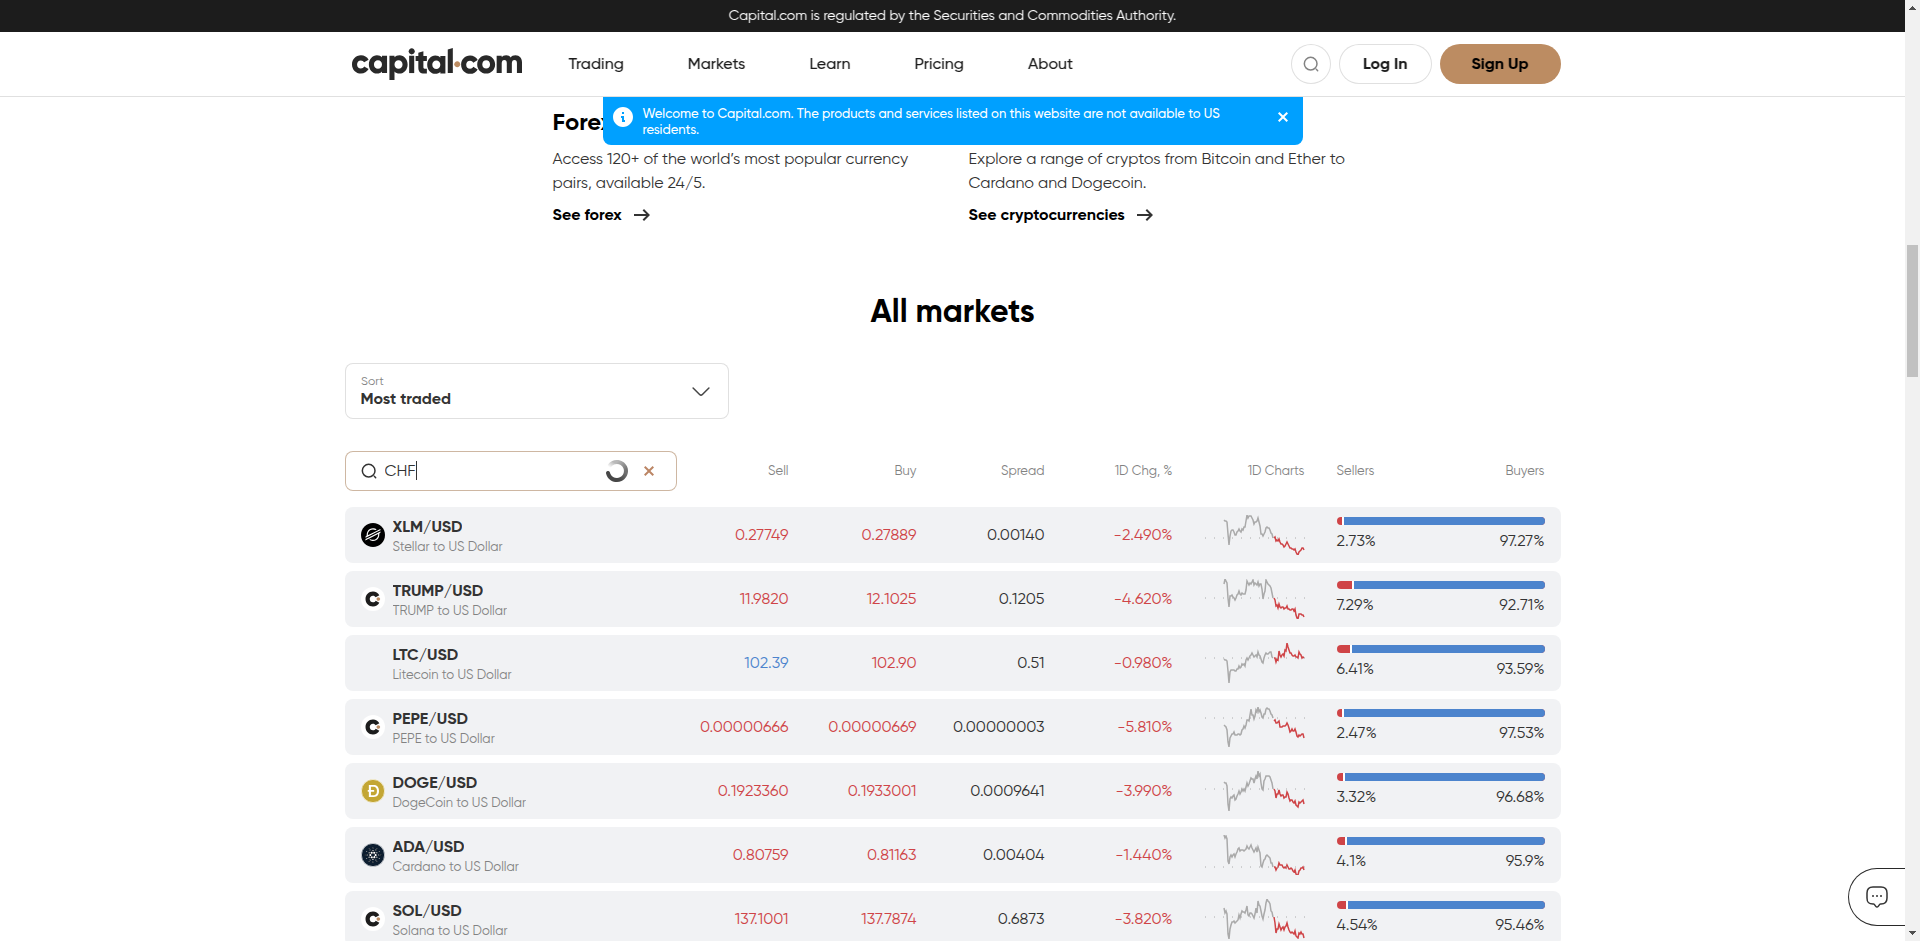 Capital.com is regulated by the Securities and Commodities Authority.
capital.com
Trading
Markets
Learn
Pricing
About
Log In
Sign Up
Welcome to Capital.com. The products and services listed on this website are not available to US
residents.
Access 120+ of the world's most popular currency
pairs, available 24/5.
See forex
Explore a range of cryptos from Bitcoin and Ether to
Cardano and Dogecoin.
See cryptocurrencies
All markets
Sort
Most traded
CHF
Sell
Buy
Spread
1D Chg, %
1D Charts
Sellers
Buyers
XLM/USD
Stellar to US Dollar
0.27749
0.27889
0.00140
-2.490%
2.73%
97.27%
TRUMP/USD
TRUMP to US Dollar
11.9820
12.1025
0.1205
-4.620%
7.29%
92.71%
LTC/USD
Litecoin to US Dollar
102.39
102.90
0.51
-0.980%
6.41%
93.59%
PEPE/USD
PEPE to US Dollar
0.00000666
0.00000669
0.00000003
-5.810%
2.47%
97.53%
DOGE/USD
DogeCoin to US Dollar
0.1923360
0.1933001
0.0009641
-3.990%
3.32%
96.68%
ADA/USD
Cardano to US Dollar
0.80759
0.81163
0.00404
-1.440%
4.1%
95.9%
SOL/USD
Solana to US Dollar
137.1001
137.7874
0.6873
-3.820%
4.54%
95.46%